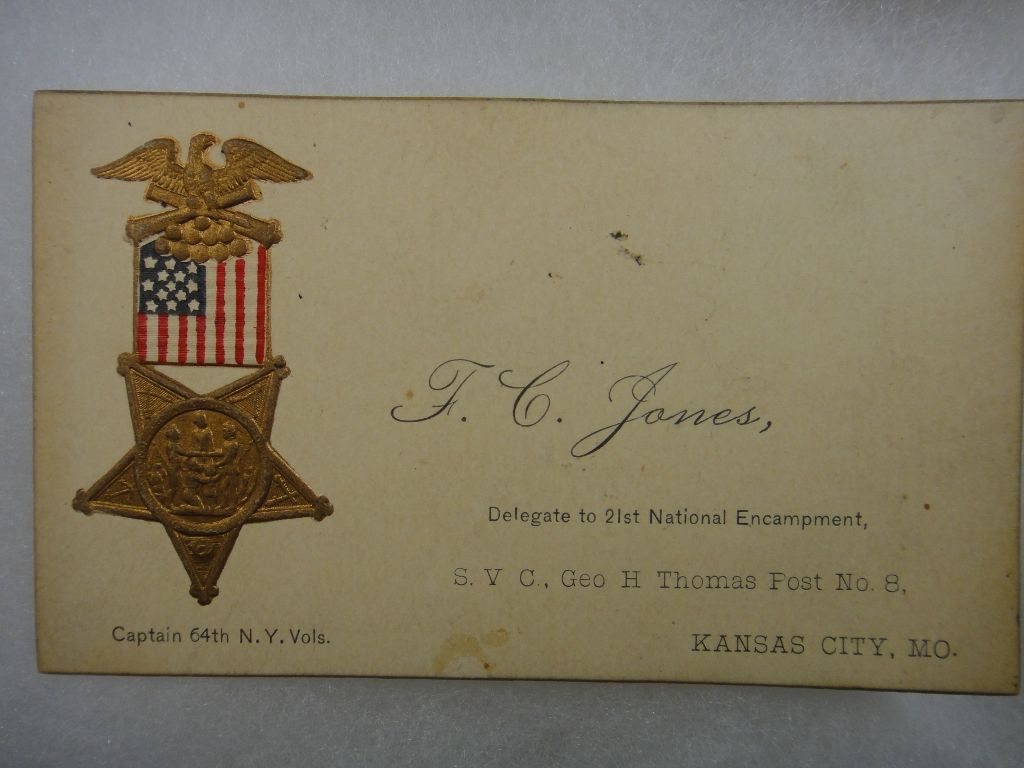 F. C. Jones,
Delegate to 21st National Encampment,
S. V C., Geo H Thomas Post No. 8,
KANSAS CITY, MO.
Captain 64th N. Y. Vols.